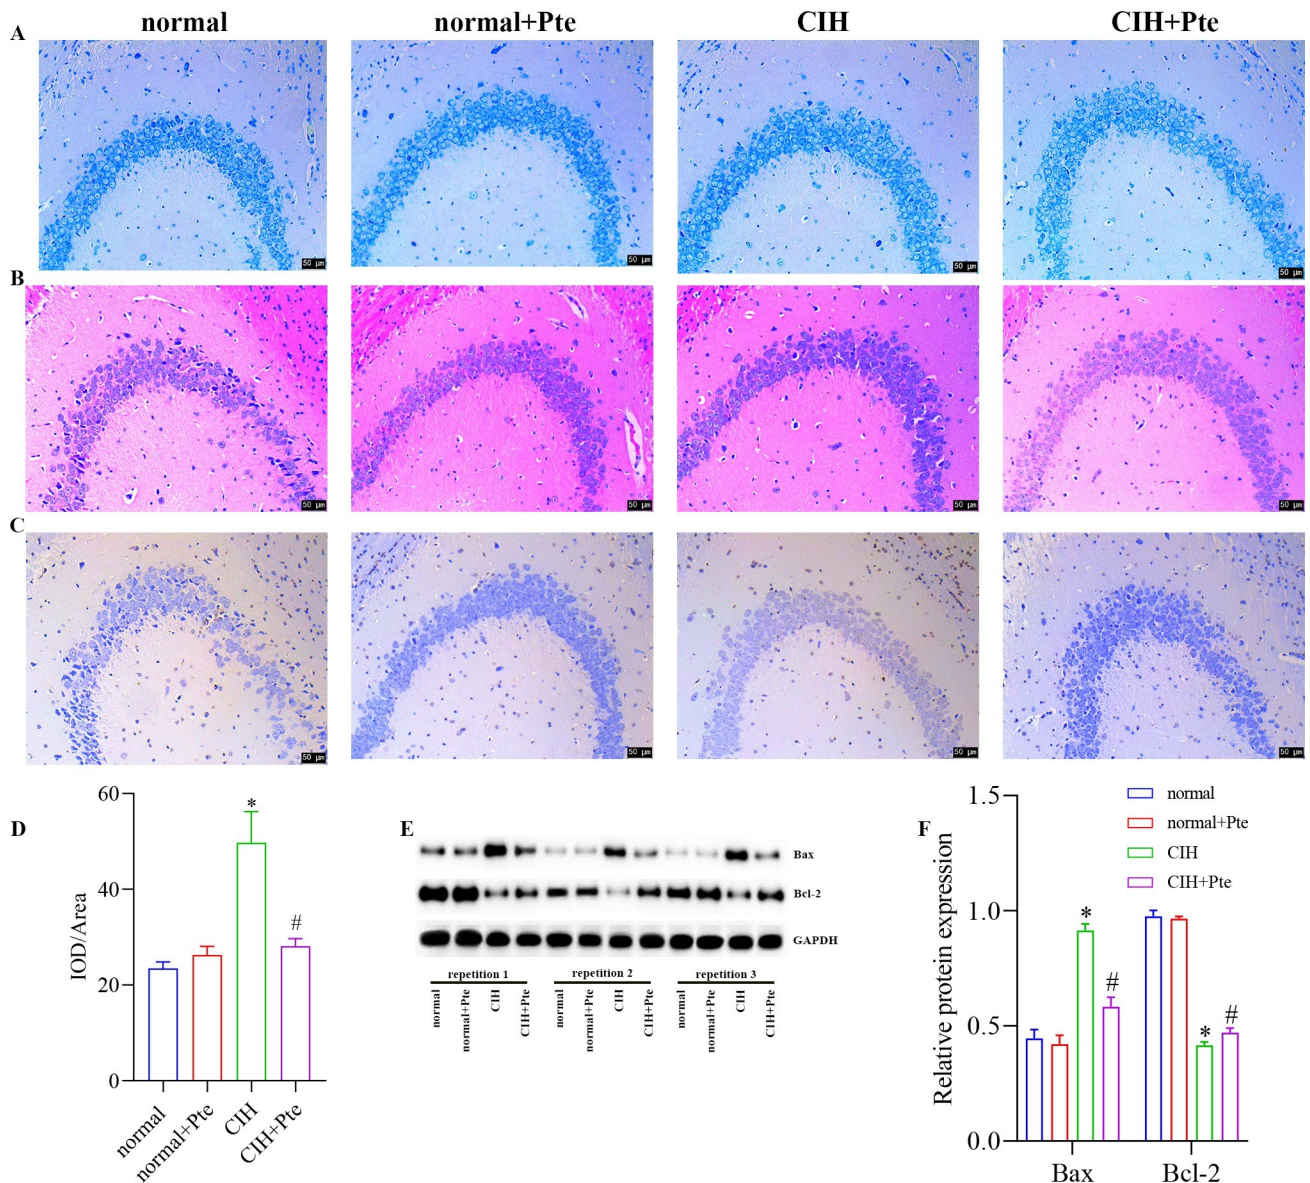 normal normal+Pte CIH CIH+Pte
A
50 μm 50 μm 50 μm 50 μm
B
50 μm 50 μm 50 μm 50 μm
C
50 μm 50 μm 50 μm 50 μm
D
60
40
20
0
IOD/Area
*
#
normal normal+Pte CIH CIH+Pte
E
Bax
Bcl-2
GAPDH
repetition 1 repetition 2 repetition 3
normal normal+Pte CIH CIH+Pte normal normal+Pte CIH CIH+Pte normal normal+Pte CIH CIH+Pte
F
1.5
1.0
0.5
0.0
Relative protein expression
normal
normal+Pte
CIH
CIH+Pte
*
#
*
#
Bax Bcl-2